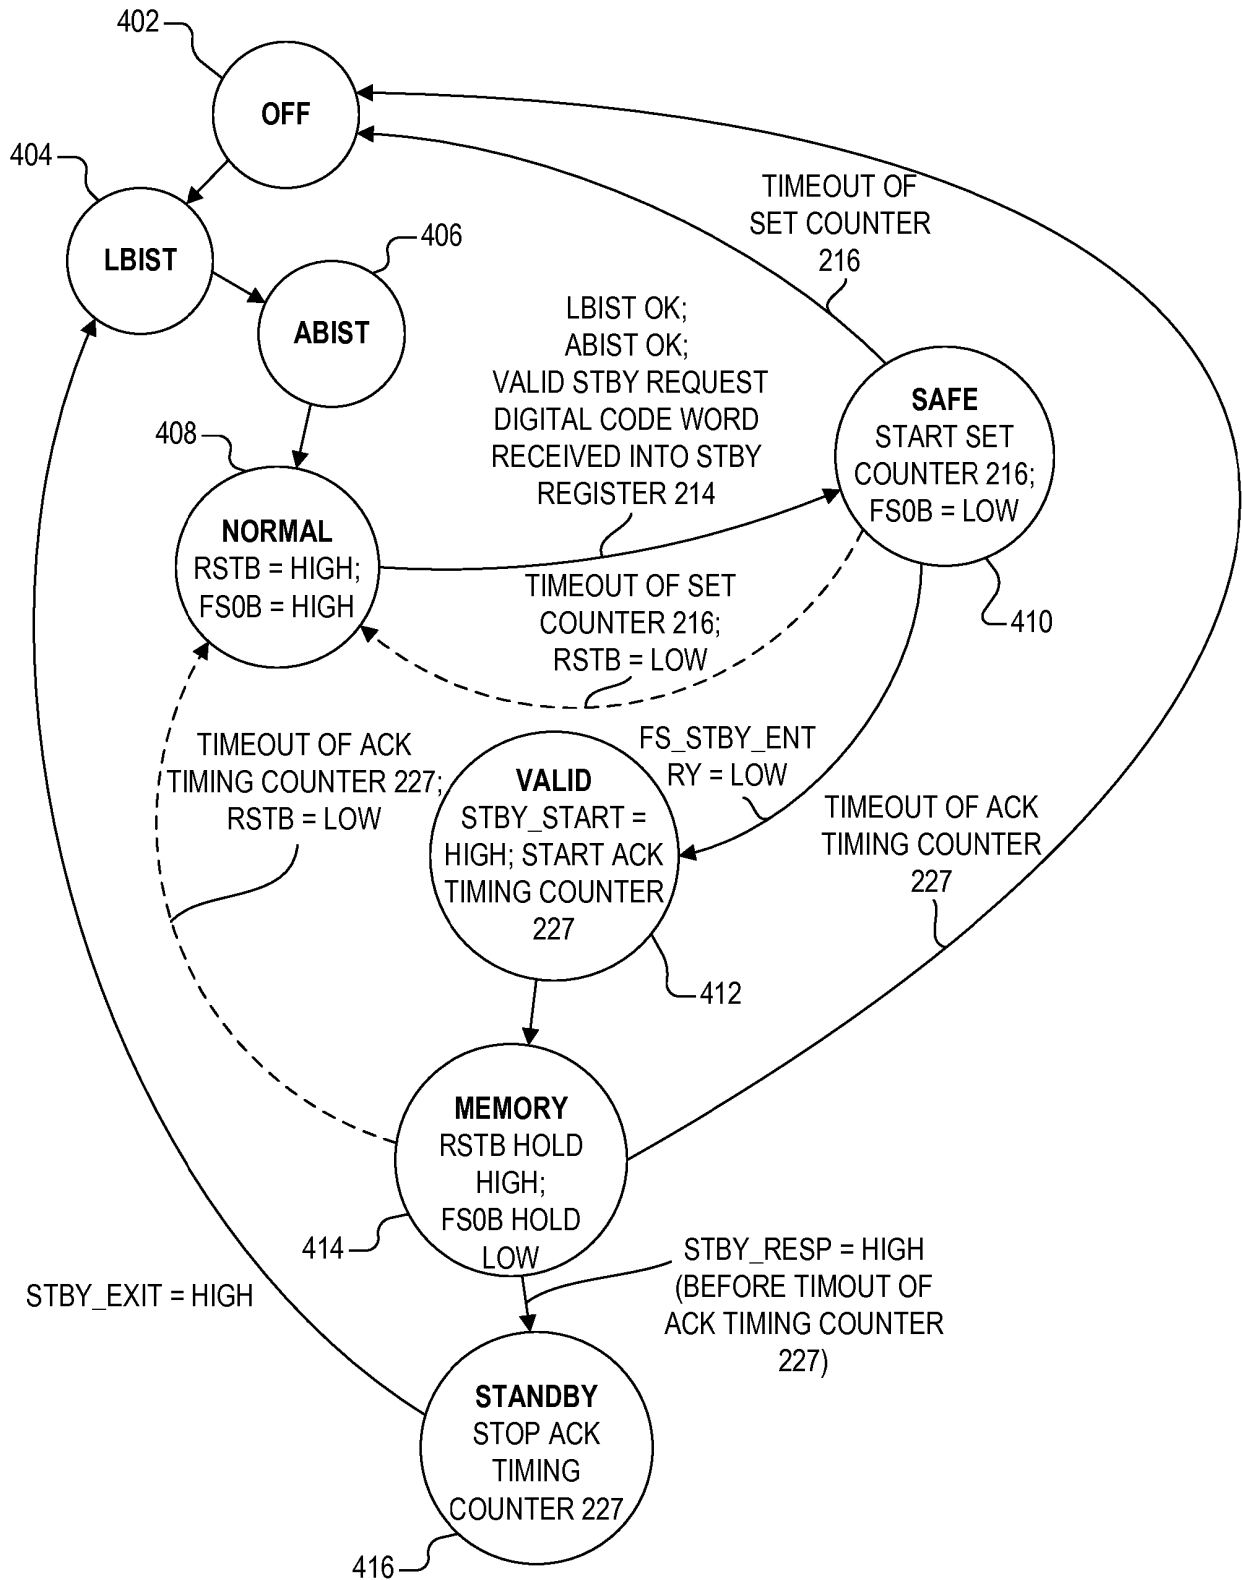 402
OFF
404
LBIST
406
ABIST
TIMEOUT OF
SET COUNTER
216
LBIST OK;
ABIST OK;
VALID STBY REQUEST
DIGITAL CODE WORD
RECEIVED INTO STBY
REGISTER 214
SAFE
START SET
COUNTER 216;
FS0B = LOW
410
408
NORMAL
RSTB = HIGH;
FS0B = HIGH
TIMEOUT OF SET
COUNTER 216;
RSTB = LOW
TIMEOUT OF ACK
TIMING COUNTER 227;
RSTB = LOW
FS_STBY_ENT
RY = LOW
VALID
STBY_START =
HIGH; START ACK
TIMING COUNTER
227
412
TIMEOUT OF ACK
TIMING COUNTER
227
MEMORY
RSTB HOLD
HIGH;
FS0B HOLD
LOW
414
STBY_RESP = HIGH
(BEFORE TIMOUT OF
ACK TIMING COUNTER
227)
STBY_EXIT = HIGH
STANDBY
STOP ACK
TIMING
COUNTER 227
416